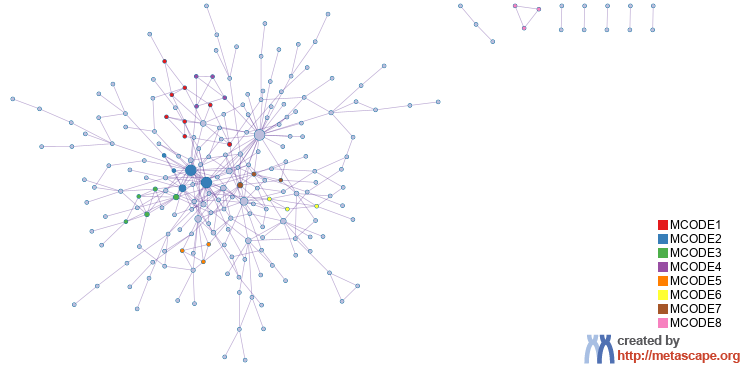 MCODE1
MCODE2
MCODE3
MCODE4
MCODE5
MCODE6
MCODE7
MCODE8
created by
http://metascape.org